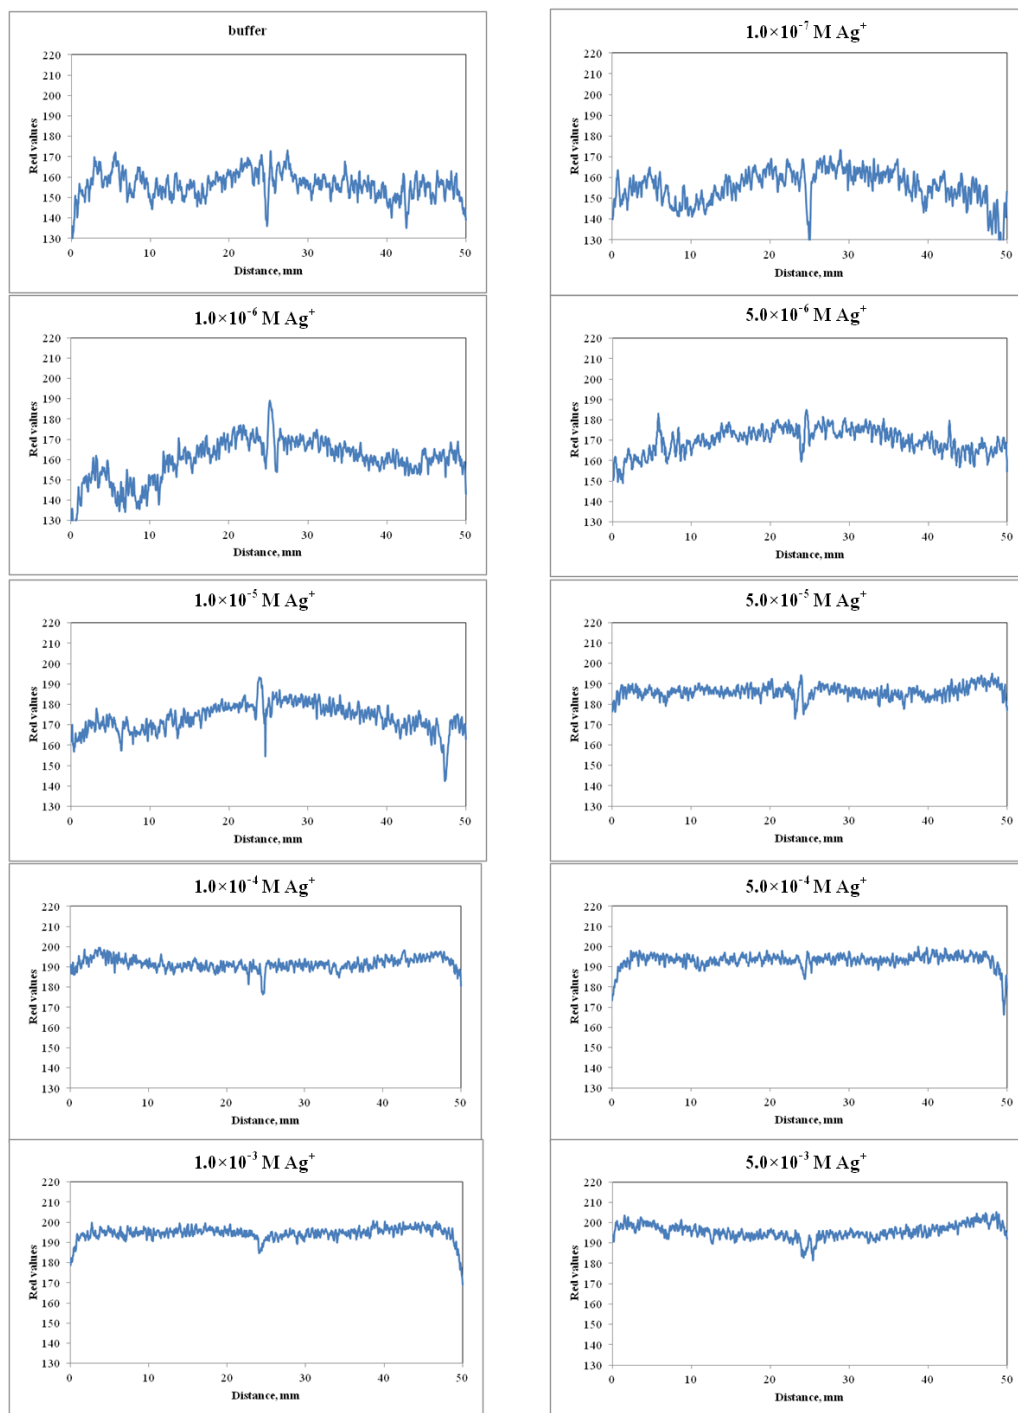 buffer
220
210
200
190
180
170
160
150
140
130
Red values
0 10 20 30 40 50
Distance, mm
1.0×10⁻⁷ M Ag⁺
220
210
200
190
180
170
160
150
140
130
Red values
0 10 20 30 40 50
Distance, mm
1.0×10⁻⁶ M Ag⁺
220
210
200
190
180
170
160
150
140
130
Red values
0 10 20 30 40 50
Distance, mm
5.0×10⁻⁶ M Ag⁺
220
210
200
190
180
170
160
150
140
130
Red values
0 10 20 30 40 50
Distance, mm
1.0×10⁻⁵ M Ag⁺
220
210
200
190
180
170
160
150
140
130
Red values
0 10 20 30 40 50
Distance, mm
5.0×10⁻⁵ M Ag⁺
220
210
200
190
180
170
160
150
140
130
Red values
0 10 20 30 40 50
Distance, mm
1.0×10⁻⁴ M Ag⁺
220
210
200
190
180
170
160
150
140
130
Red values
0 10 20 30 40 50
Distance, mm
5.0×10⁻⁴ M Ag⁺
220
210
200
190
180
170
160
150
140
130
Red values
0 10 20 30 40 50
Distance, mm
1.0×10⁻³ M Ag⁺
220
210
200
190
180
170
160
150
140
130
Red values
0 10 20 30 40 50
Distance, mm
5.0×10⁻³ M Ag⁺
220
210
200
190
180
170
160
150
140
130
Red values
0 10 20 30 40 50
Distance, mm